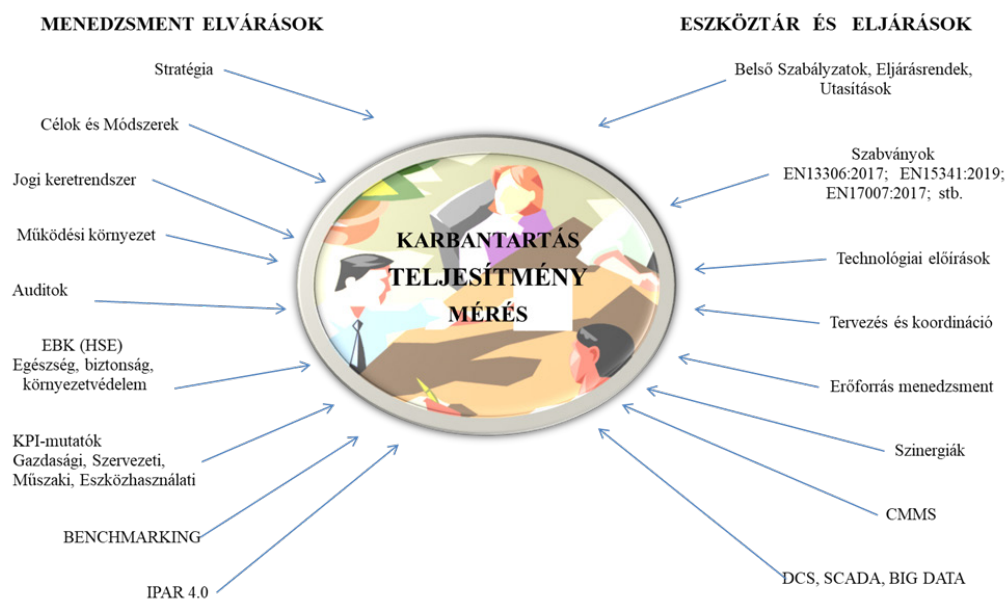 MENEDZSMENT ELVÁRÁSOK
Stratégia
Célok és Módszerek
Jogi keretrendszer
Működési környezet
Auditok
EBK (HSE)
Egészség, biztonság,
környezetvédelem
KPI-mutatók
Gazdasági, Szervezeti,
Műszaki, Eszközhasználati
BENCHMARKING
IPAR 4.0
KARBANTARTÁS
TELJESÍTMÉNY
MÉRÉS
ESZKÖZTÁR ÉS ELJÁRÁSOK
Belső Szabályzatok, Eljárásrendek,
Utasítások
Szabványok
EN13306:2017; EN15341:2019;
EN17007:2017; stb.
Technológiai előírások
Tervezés és koordináció
Erőforrás menedzsment
Szinergiák
CMMS
DCS, SCADA, BIG DATA